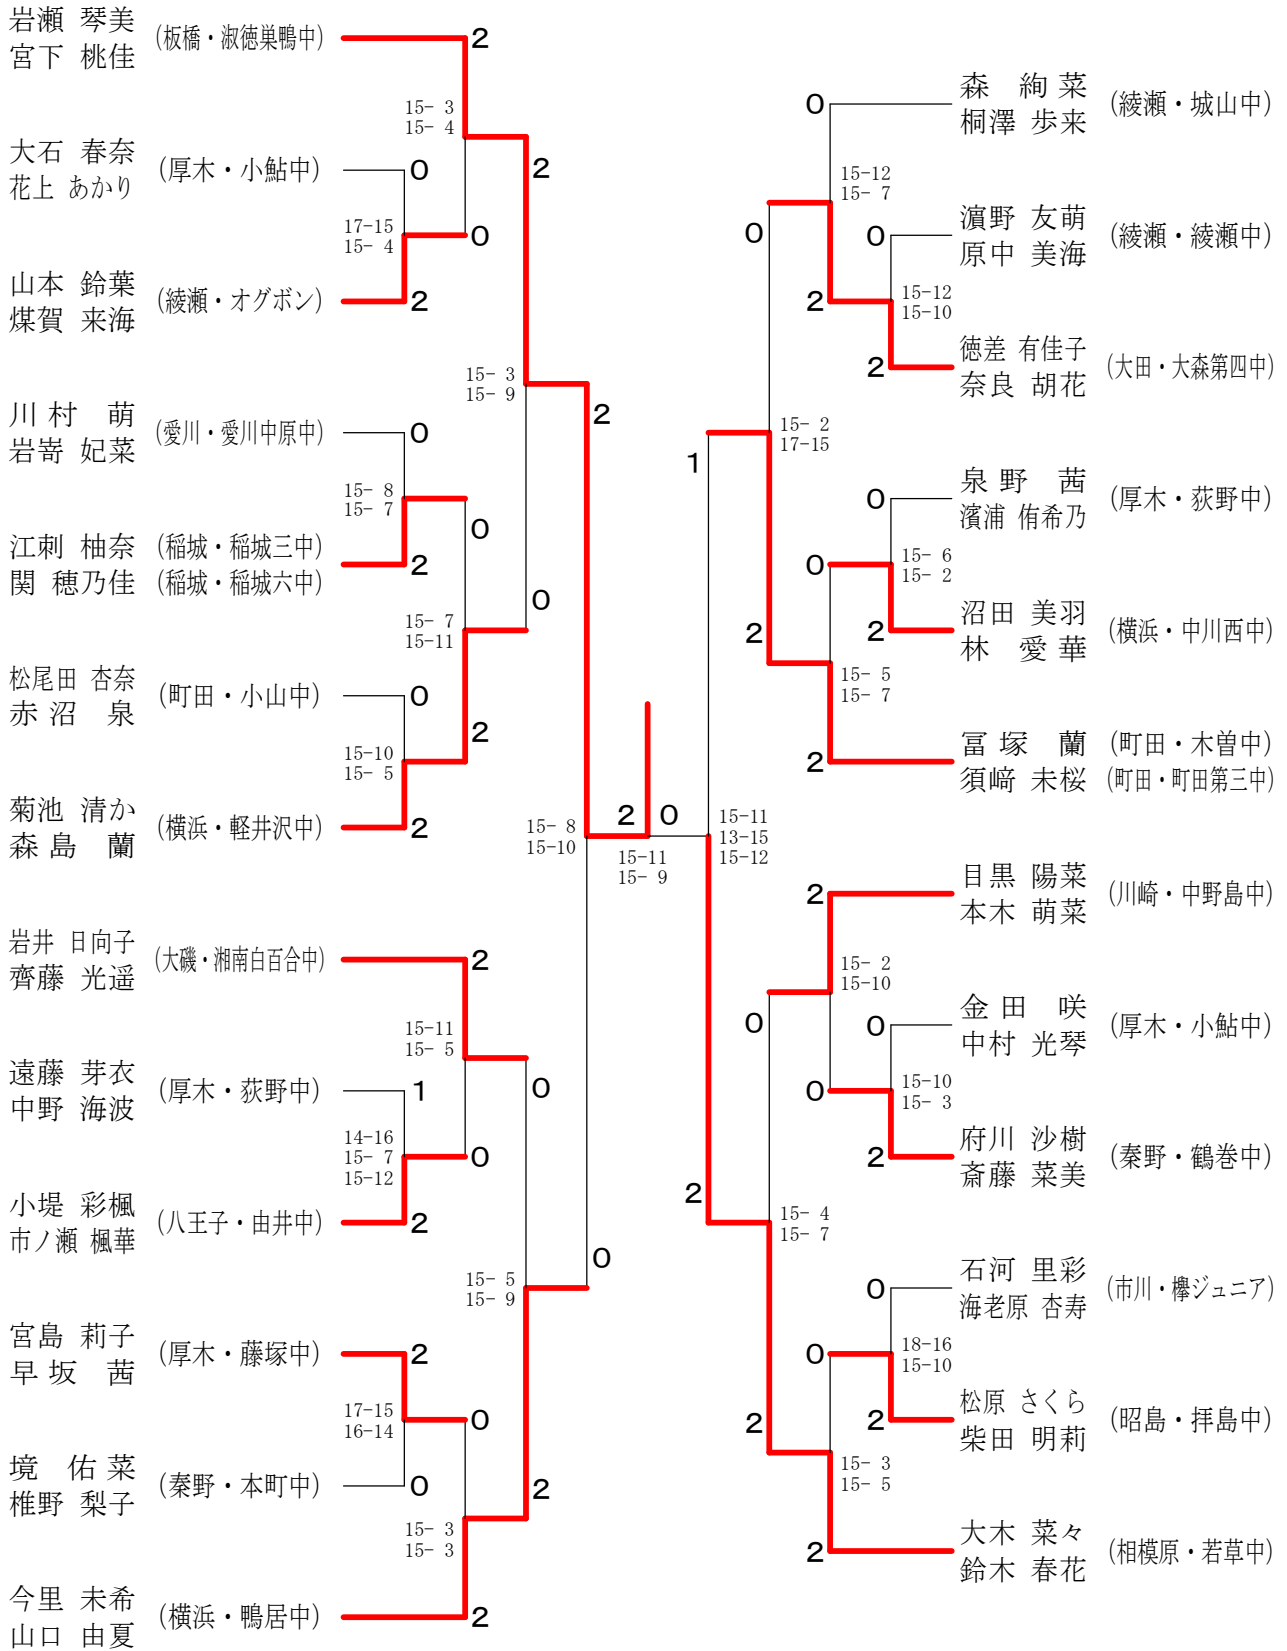 岩瀬 琴美 (板橋・淑徳巣鴨中) 2
宮下 桃佳
15- 3
15- 4
大石 春奈 (厚木・小鮎中) 0
花上 あかり
2
17-15
15- 4
0
山本 鈴葉 (綾瀬・オグボン) 2
煤賀 来海
15- 3
15- 9
2
川村 萌 (愛川・愛川中原中) 0
岩嵜 妃菜
15- 8
15- 7
0
江刺 柚奈 (稲城・稲城三中) 2
関 穂乃佳 (稲城・稲城六中)
15- 7
15-11
0
松尾田 杏奈 (町田・小山中) 0
赤沼 泉
2
15-10
15- 5
菊池 清か (横浜・軽井沢中) 2
森島 蘭
15- 8
15-10
2 0
15-11
15- 9
岩井 日向子 (大磯・湘南白百合中) 2
齊藤 光遥
15-11
15- 5
遠藤 芽衣 (厚木・荻野中) 1
中野 海波
0
14-16
15- 7
15-12
0
小堤 彩楓 (八王子・由井中) 2
市ノ瀬 楓華
15- 5
15- 9
0
宮島 莉子 (厚木・藤塚中) 2
早坂 茜
17-15
16-14
0
境 佑菜 (秦野・本町中) 0
椎野 梨子
2
15- 3
15- 3
今里 未希 (横浜・鴨居中) 2
山口 由夏
0 森 絢菜 (綾瀬・城山中)
桐澤 歩来
15-12
15- 7
0
0 濵野 友萌 (綾瀬・綾瀬中)
原中 美海
2
15-12
15-10
2 徳差 有佳子 (大田・大森第四中)
奈良 胡花
1
15- 2
17-15
0 泉野 茜 (厚木・荻野中)
濱浦 侑希乃
0
15- 6
15- 2
2
2 沼田 美羽 (横浜・中川西中)
林 愛華
15- 5
15- 7
2 冨塚 蘭 (町田・木曽中)
須﨑 未桜 (町田・町田第三中)
15-11
13-15
15-12
2 目黒 陽菜 (川崎・中野島中)
本木 萌菜
15- 2
15-10
0
0 金田 咲 (厚木・小鮎中)
中村 光琴
0
15-10
15- 3
2 府川 沙樹 (秦野・鶴巻中)
斎藤 菜美
2
15- 4
15- 7
0 石河 里彩 (市川・欅ジュニア)
海老原 杏寿
0
18-16
15-10
2
2 松原 さくら (昭島・拝島中)
柴田 明莉
15- 3
15- 5
2 大木 菜々 (相模原・若草中)
鈴木 春花